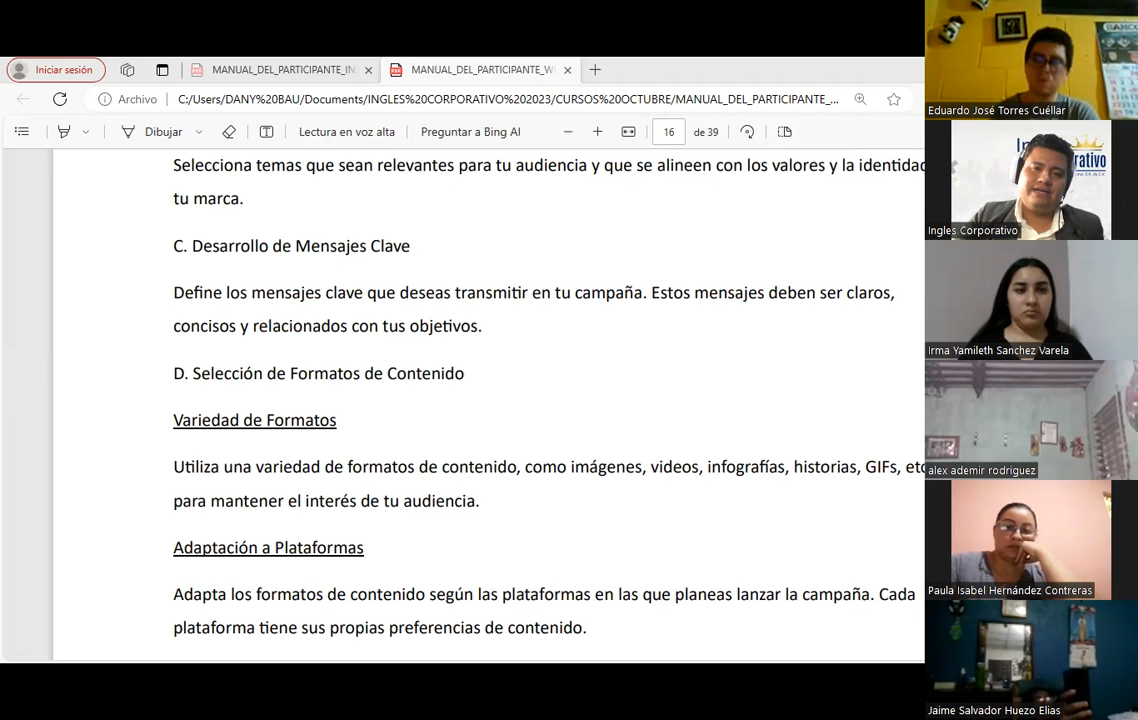 Iniciar sesión
MANUAL_DEL_PARTICIPANTE_IN
MANUAL_DEL_PARTICIPANTE_W
Archivo
C:/Users/DANY%20BAU/Documents/INGLES%20CORPORATIVO%202023/CURSOS%20OCTUBRE/MANUAL_DEL_PARTICIPANTE_...
Dibujar
Lectura en voz alta
Preguntar a Bing AI
16
de 39
Selecciona temas que sean relevantes para tu audiencia y que se alineen con los valores y la identidad
tu marca.
C. Desarrollo de Mensajes Clave
Define los mensajes clave que deseas transmitir en tu campaña. Estos mensajes deben ser claros,
concisos y relacionados con tus objetivos.
D. Selección de Formatos de Contenido
Variedad de Formatos
Utiliza una variedad de formatos de contenido, como imágenes, videos, infografías, historias, GIFs, etc
para mantener el interés de tu audiencia.
Adaptación a Plataformas
Adapta los formatos de contenido según las plataformas en las que planeas lanzar la campaña. Cada
plataforma tiene sus propias preferencias de contenido.
Eduardo José Torres Cuéllar
Ingles Corporativo
Irma Yamileth Sanchez Varela
alex ademir rodriguez
Paula Isabel Hernández Contreras
Jaime Salvador Huezo Elias